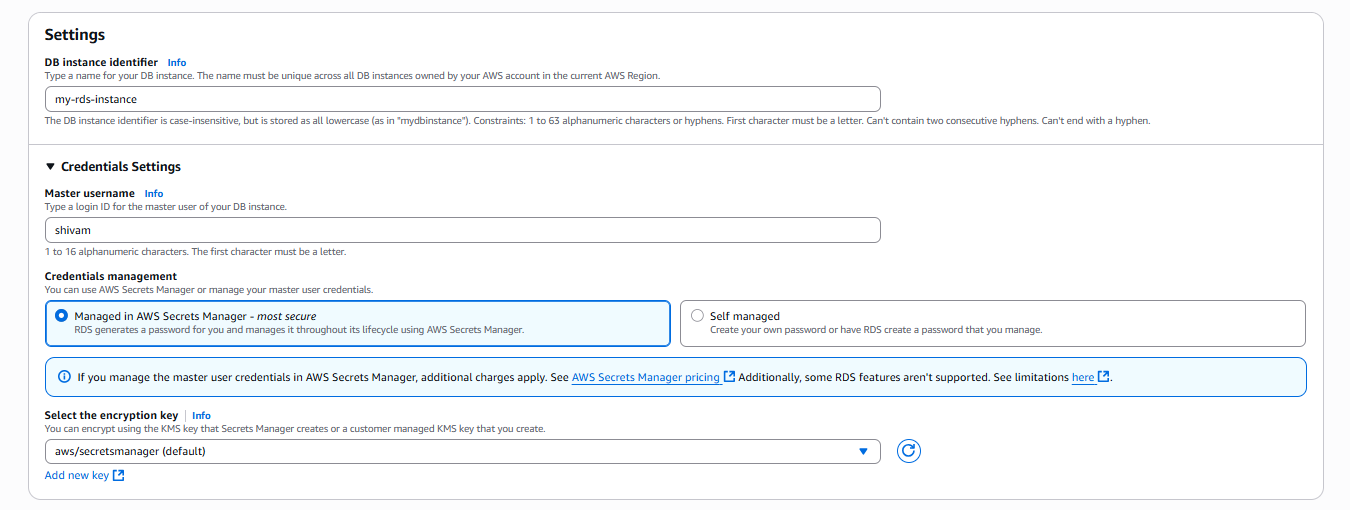 Settings
DB instance identifier Info
Type a name for your DB instance. The name must be unique across all DB instances owned by your AWS account in the current AWS Region.
my-rds-instance
The DB instance identifier is case-insensitive, but is stored as all lowercase (as in "mydbinstance"). Constraints: 1 to 63 alphanumeric characters or hyphens. First character must be a letter. Can't contain two consecutive hyphens. Can't end with a hyphen.
Credentials Settings
Master username Info
Type a login ID for the master user of your DB instance.
shivam
1 to 16 alphanumeric characters. The first character must be a letter.
Credentials management
You can use AWS Secrets Manager or manage your master user credentials.
Managed in AWS Secrets Manager - most secure
RDS generates a password for you and manages it throughout its lifecycle using AWS Secrets Manager.
Self managed
Create your own password or have RDS create a password that you manage.
If you manage the master user credentials in AWS Secrets Manager, additional charges apply. See AWS Secrets Manager pricing Additionally, some RDS features aren't supported. See limitations here .
Select the encryption key Info
You can encrypt using the KMS key that Secrets Manager creates or a customer managed KMS key that you create.
aws/secretsmanager (default)
Add new key